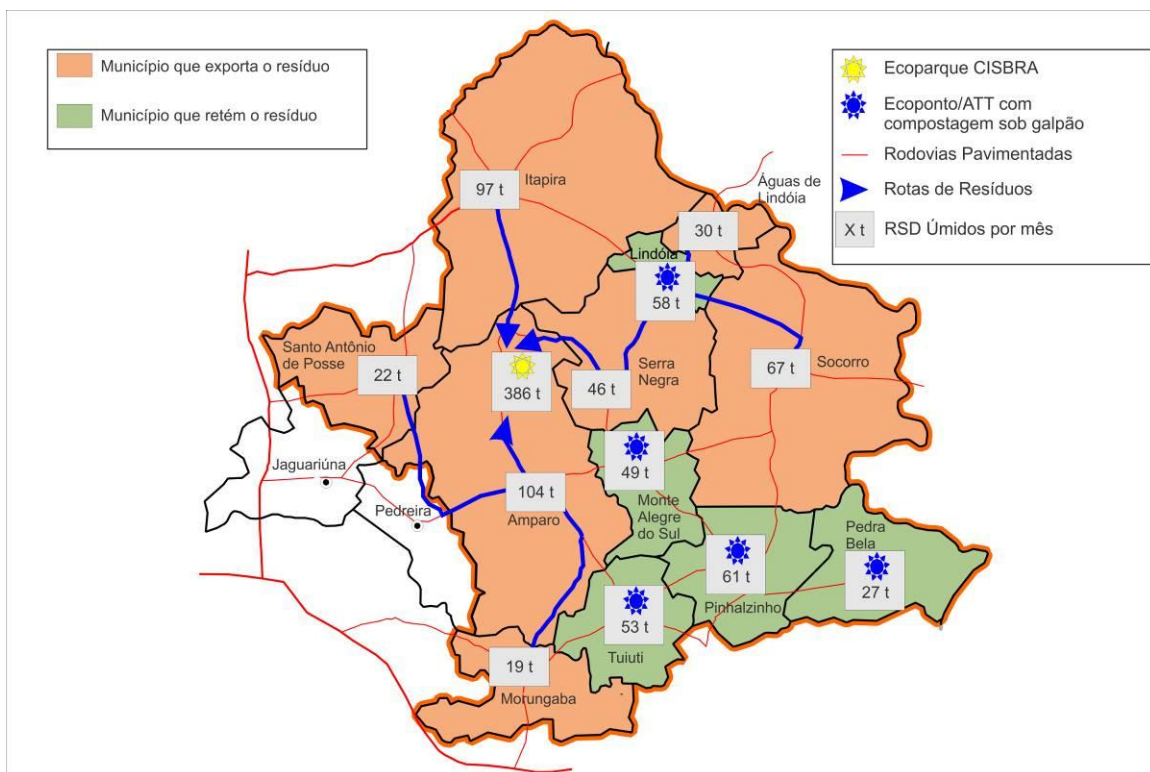 Município que exporta o resíduo
Município que retém o resíduo
Ecoparque CISBRA
Ecoponto/ATT com
compostagem sob galpão
Rodovias Pavimentadas
Rotas de Resíduos
X t
RSD Úmidos por mês
Itapira
97 t
Águas de
Lindóia
30 t
Lindóia
58 t
Santo Antônio
de Posse
22 t
386 t
46 t
Serra
Negra
67 t
Socorro
Jaguariúna
49 t
Monte
Alegre
do Sul
104 t
Amparo
Pedreira
61 t
Pinhalzinho
Pedra
Bela
27 t
53 t
Tuiuti
19 t
Morungaba